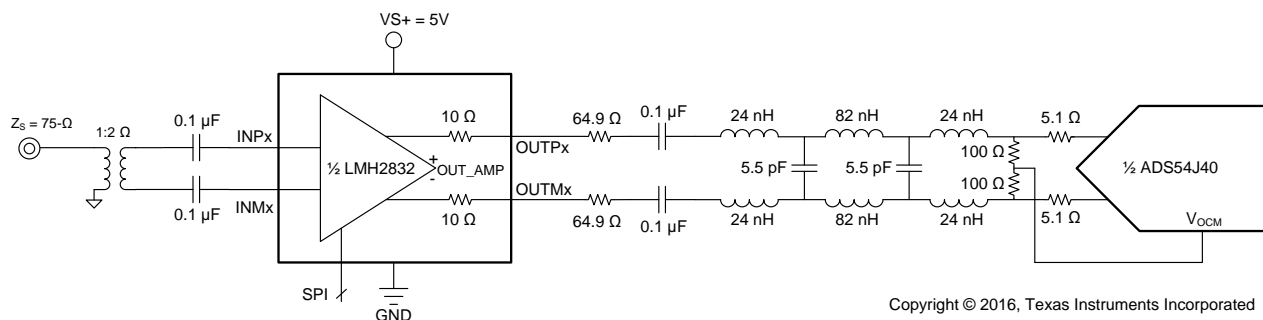 VS+ = 5V
Z_S = 75-Ω
1:2 Ω
0.1 µF
0.1 µF
INPx
INMx
½ LMH2832
+
-
OUT_AMP
10 Ω
10 Ω
OUTPx
OUTMx
SPI
GND
64.9 Ω
64.9 Ω
0.1 µF
0.1 µF
24 nH
82 nH
24 nH
5.5 pF
5.5 pF
24 nH
82 nH
24 nH
100 Ω
100 Ω
5.1 Ω
5.1 Ω
½ ADS54J40
V_OCM
Copyright © 2016, Texas Instruments Incorporated